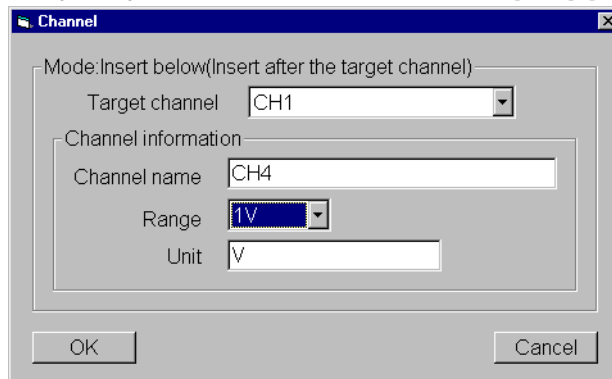 Channel
Mode:Insert below(Insert after the target channel)
Target channel CH1
Channel information
Channel name CH4
Range 1V
Unit V
OK Cancel